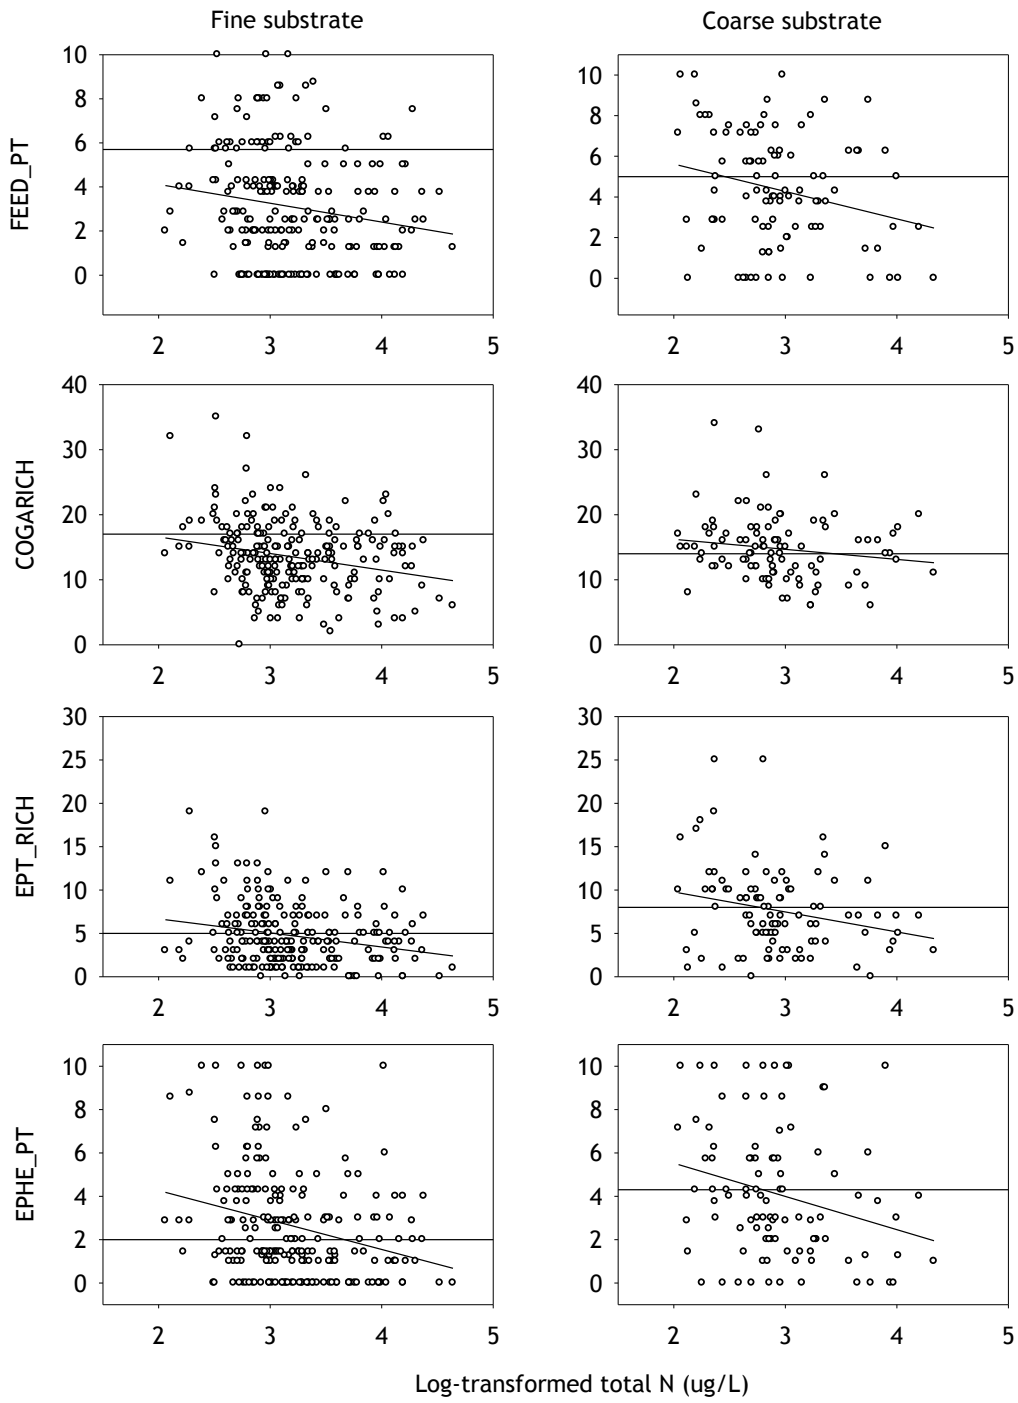 Fine substrate Coarse substrate
FEED_PT
10 10
8 8
6 6
4 4
2 2
0 0
2 3 4 5 2 3 4 5
COGARICH
40 40
30 30
20 20
10 10
0 0
2 3 4 5 2 3 4 5
EPT_RICH
30 30
25 25
20 20
15 15
10 10
5 5
0 0
2 3 4 5 2 3 4 5
EPHE_PT
10 10
8 8
6 6
4 4
2 2
0 0
2 3 4 5 2 3 4 5
Log-transformed total N (ug/L)